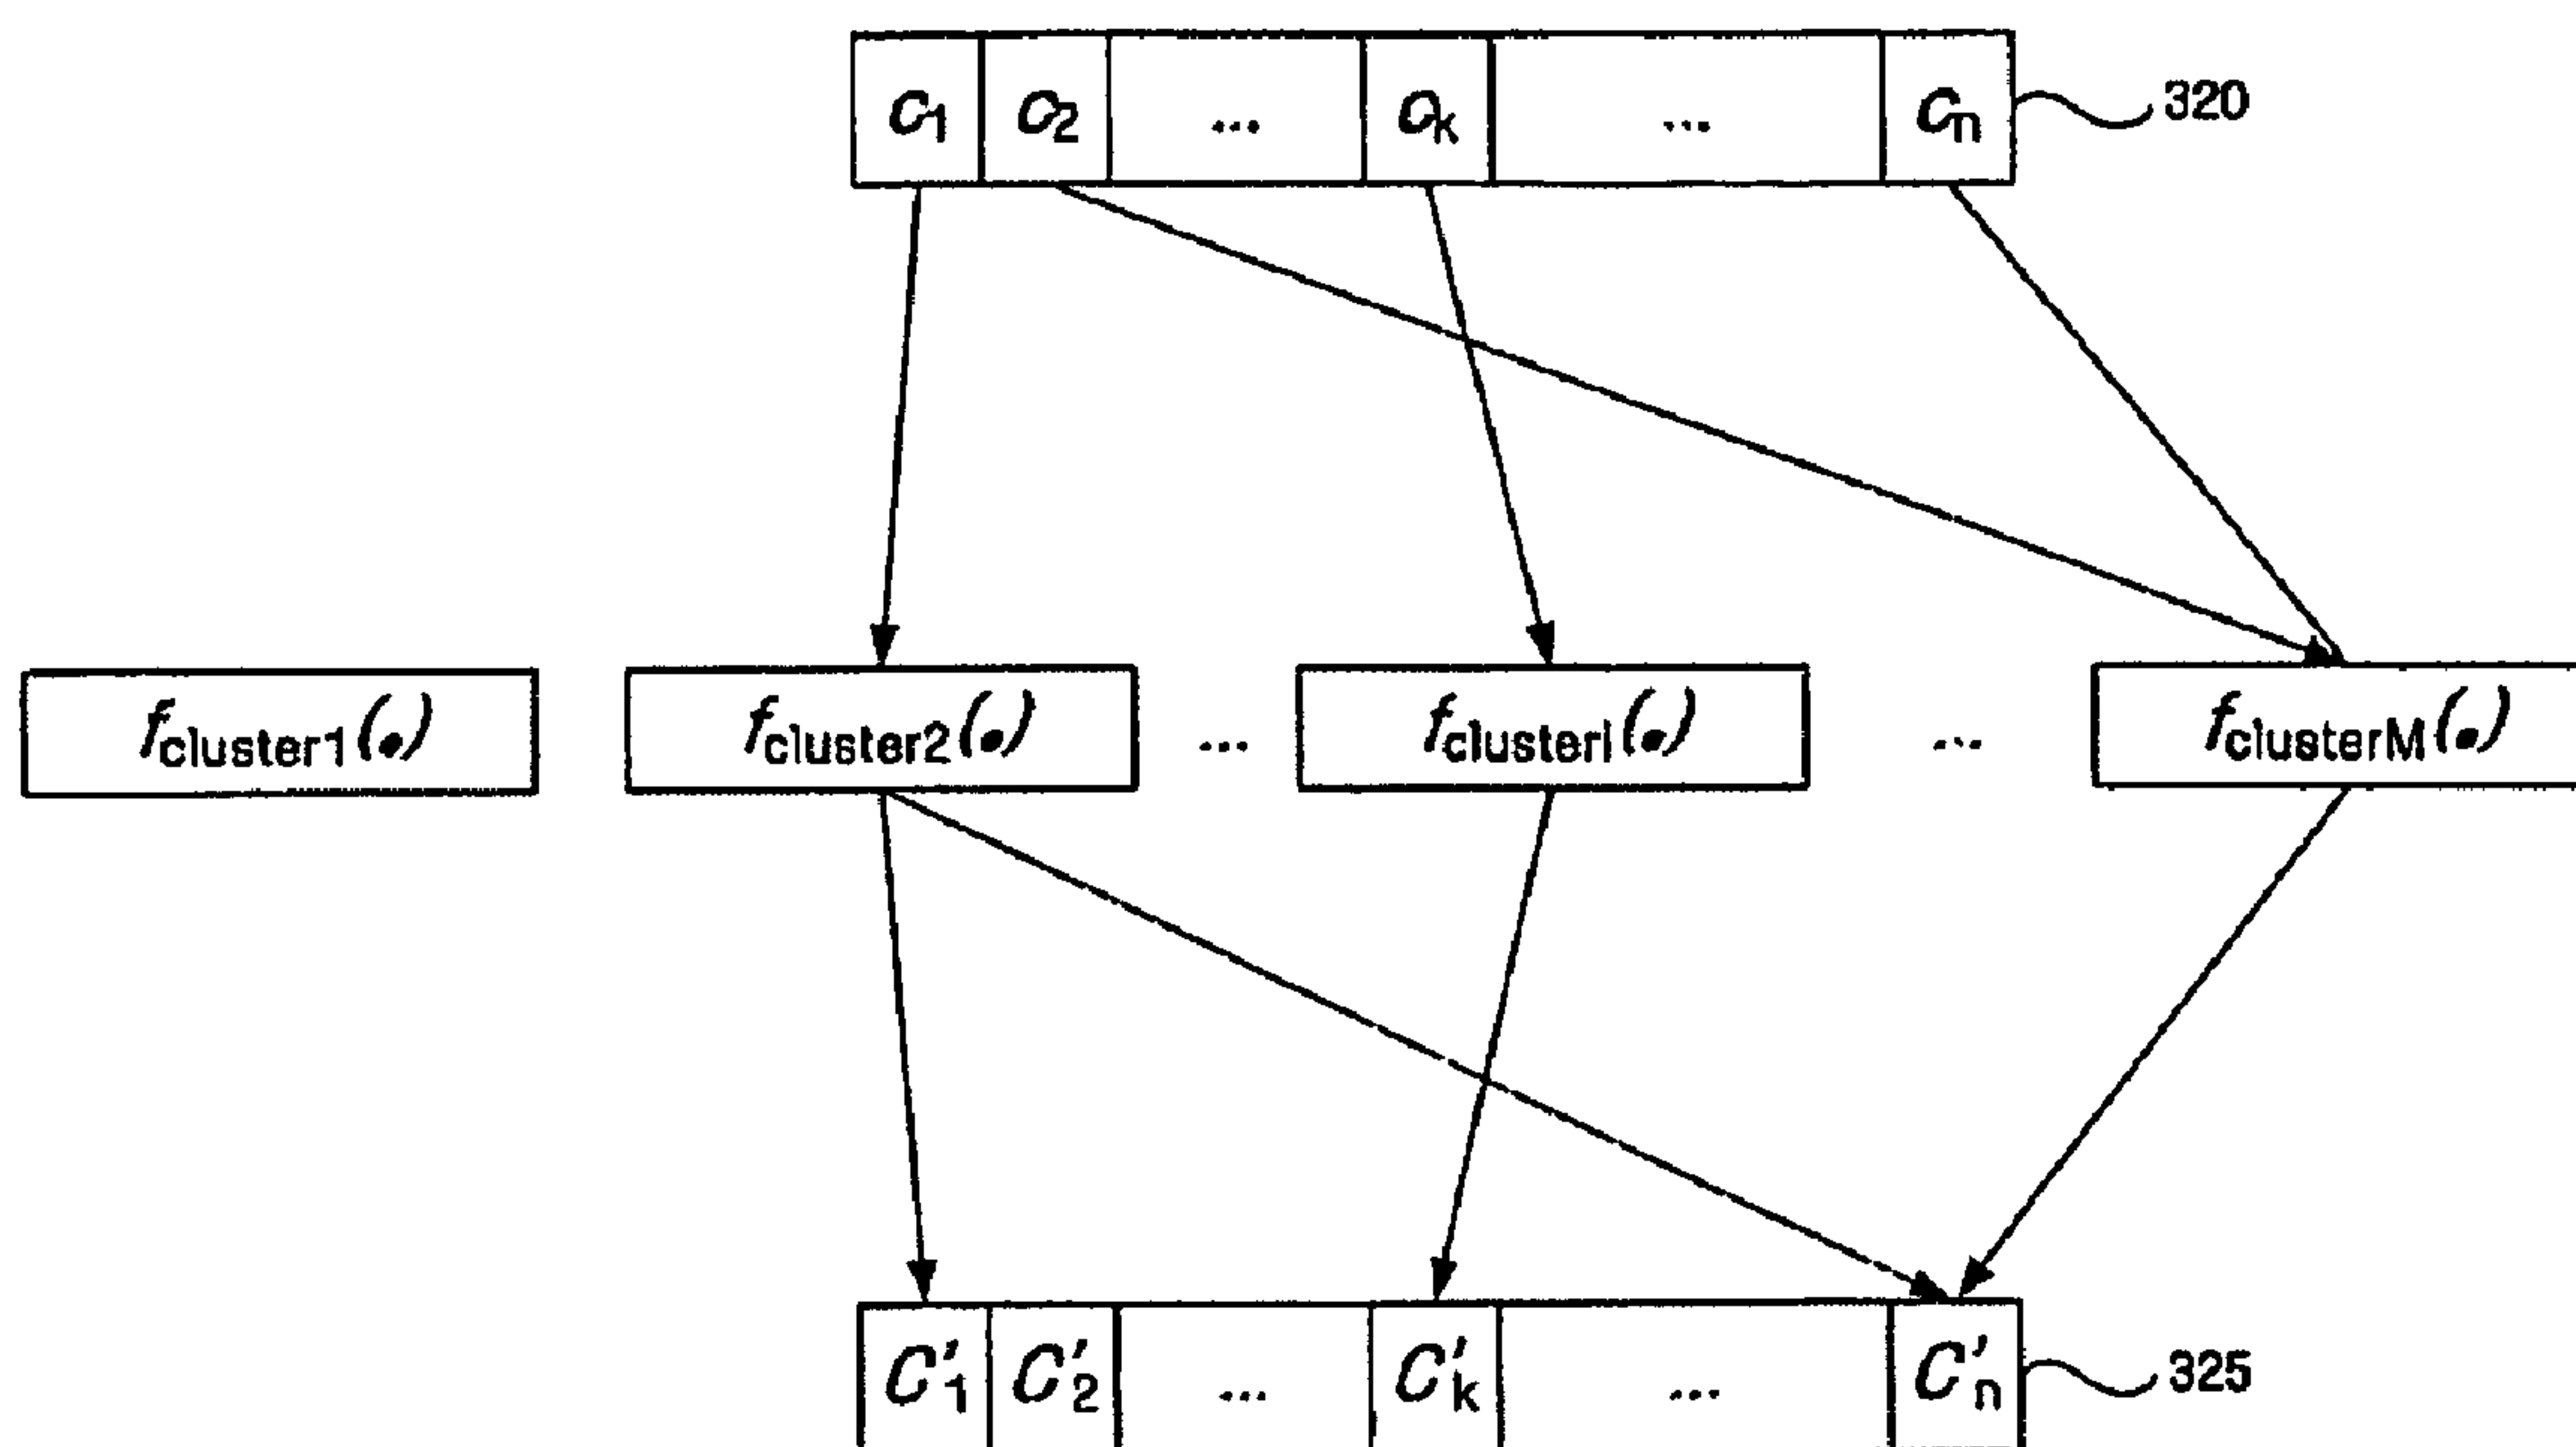 c1 c2 ... ck ... cn 320
fcluster1(.) fcluster2(.) ... fclusterl(.) ... fclusterM(.)
C'1 C'2 ... C'k ... C'n 325